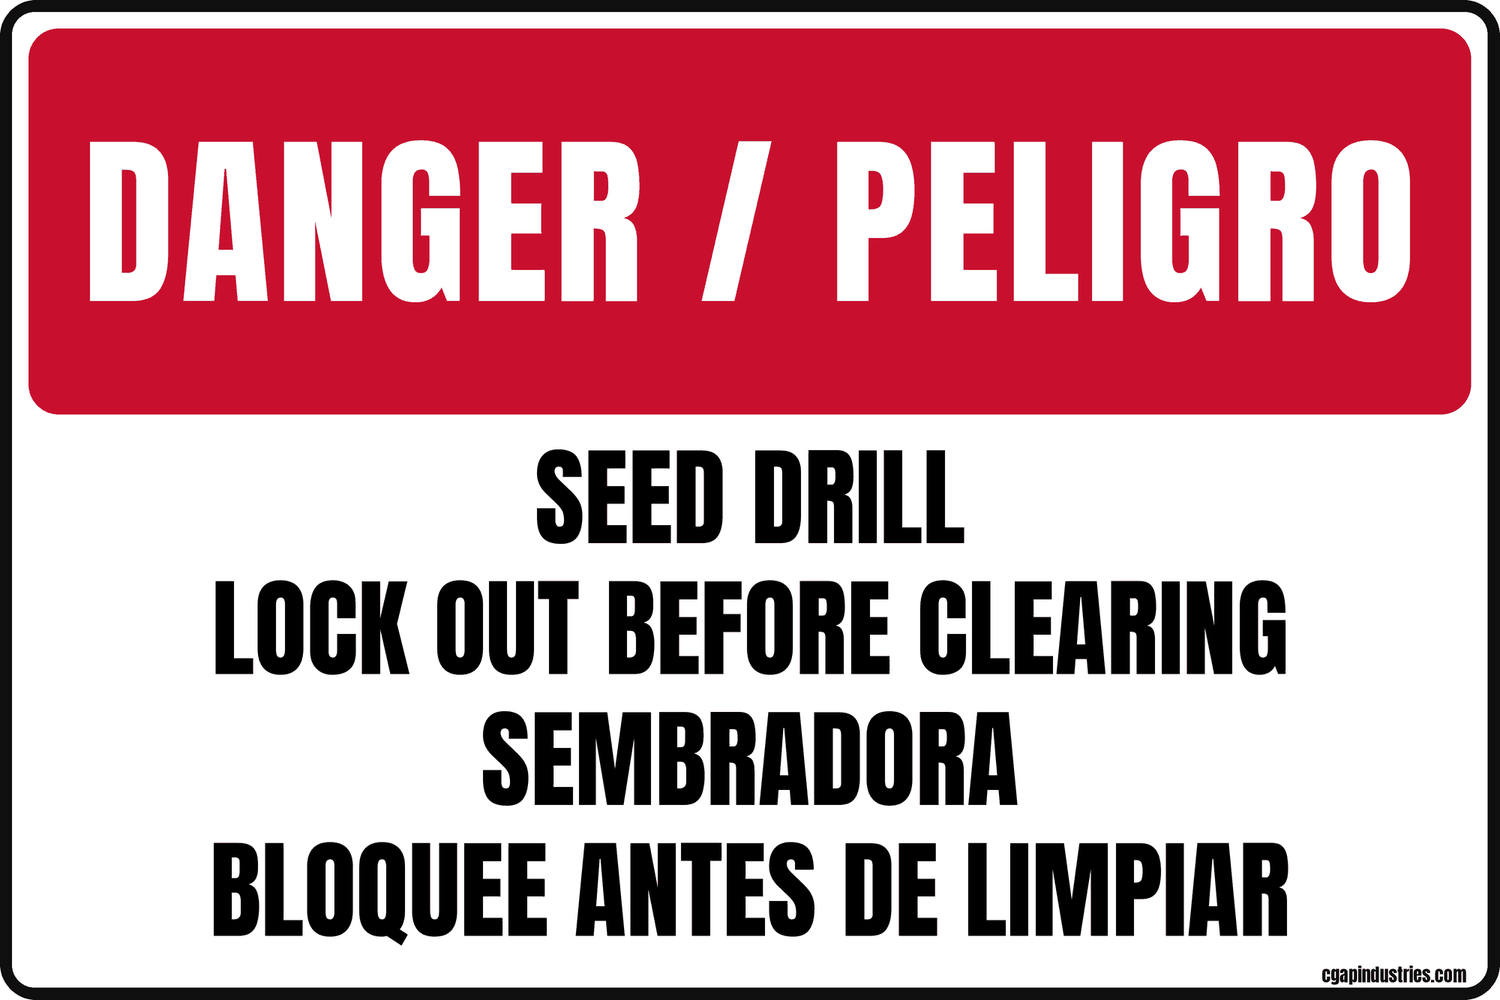 DANGER / PELIGRO
SEED DRILL
LOCK OUT BEFORE CLEARING
SEMBRADORA
BLOQUEE ANTES DE LIMPIAR
cgapindustries.com